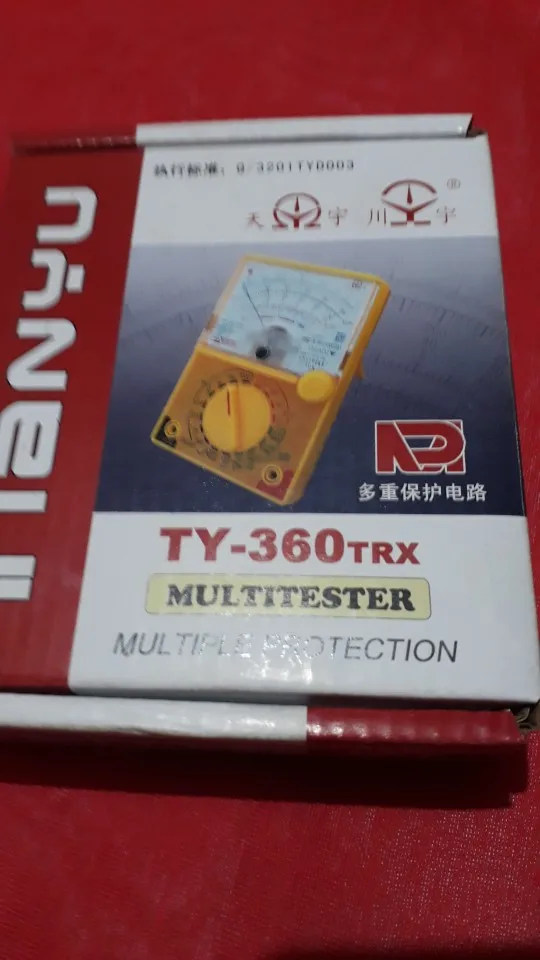 执行标准：Q/3201TYD003
天 宇 川 宇 ®
TIANYU
多重保护电路
TY-360TRX
MULTITESTER
MULTIPLE PROTECTION